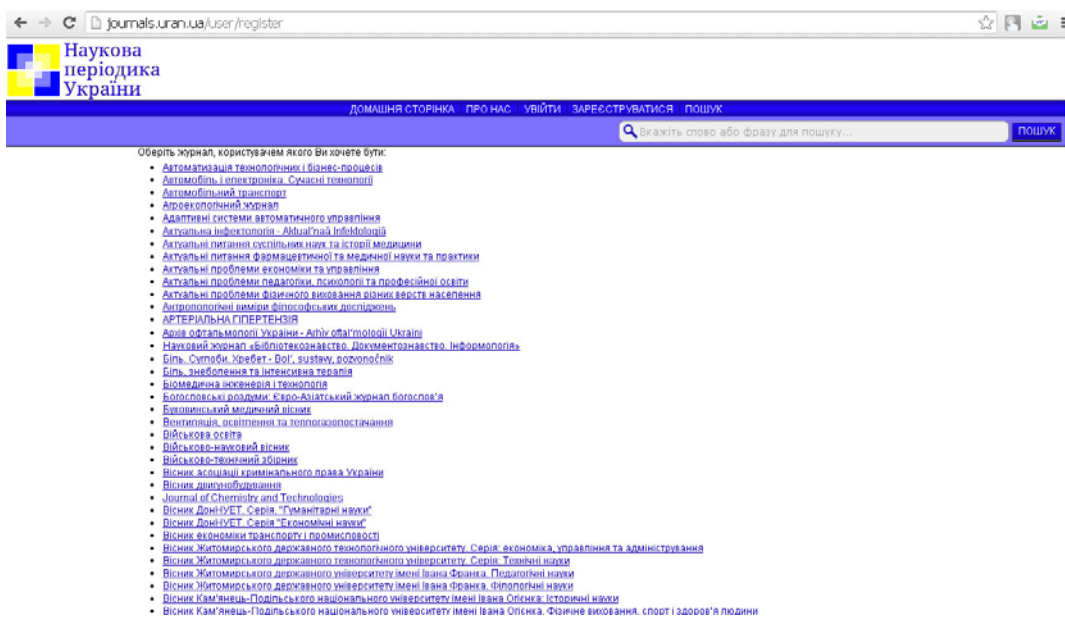 journals.uran.ua/user/register
Наукова
періодика
України
ДОМАШНЯ СТОРІНКА ПРО НАС УВІЙТИ ЗАРЕЄСТРУВАТИСЯ ПОШУК
Вкажіть слово або фразу для пошуку... ПОШУК
Оберіть журнал, користувачем якого Ви хочете бути:
• Автоматизація технологічних і бізнес-процесів
• Автомобіль і електроніка. Сучасні технології
• Автомобільний транспорт
• Агроекологічний журнал
• Адаптивні системи автоматичного управління
• Актуальна інфектологія - Aktual'naâ Infektologiâ
• Актуальні питання суспільних наук та історії медицини
• Актуальні питання фармацевтичної та медичної науки та практики
• Актуальні проблеми економіки та управління
• Актуальні проблеми педагогіки, психології та професійної освіти
• Актуальні проблеми фізичного виховання різних верств населення
• Антропологічні виміри філософських досліджень
• АРТЕРІАЛЬНА ГІПЕРТЕНЗІЯ
• Архів офтальмології України - Arhìv oftal'mologìï Ukraïni
• Науковий журнал «Бібліотекознавство. Документознавство. Інформологія»
• Біль. Суглоби. Хребет - Bol', sustavy, pozvonočnik
• Біль, знеболення та інтенсивна терапія
• Біомедична інженерія і технологія
• Богословські роздуми: Євро-Азіатський журнал богослов'я
• Буковинський медичний вісник
• Вентиляція, освітлення та теплогазопостачання
• Військова освіта
• Військово-науковий вісник
• Військово-технічний збірник
• Вісник асоціації кримінального права України
• Вісник двигунобудування
• Journal of Chemistry and Technologies
• Вісник ДонНУЕТ. Серія. "Гуманітарні науки"
• Вісник ДонНУЕТ. Серія "Економічні науки"
• Вісник економіки транспорту і промисловості
• Вісник Житомирського державного технологічного університету. Серія: економіка, управління та адміністрування
• Вісник Житомирського державного технологічного університету. Серія: Технічні науки
• Вісник Житомирського державного університету імені Івана Франка. Педагогічні науки
• Вісник Житомирського державного університету імені Івана Франка. Філологічні науки
• Вісник Кам'янець-Подільського національного університету імені Івана Огієнка: Історичні науки
• Вісник Кам'янець-Подільського національного університету імені Івана Огієнка. Фізичне виховання, спорт і здоров'я людини